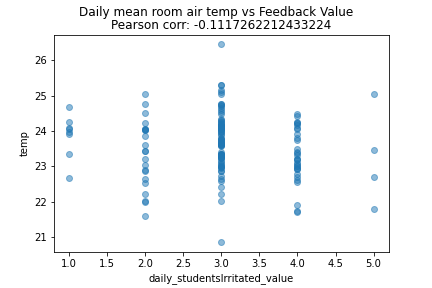 Daily mean room air temp vs Feedback Value
Pearson corr: -0.1117262212433224
26
25
24
23
22
21
temp
1.0 1.5 2.0 2.5 3.0 3.5 4.0 4.5 5.0
daily_studentsIrritated_value